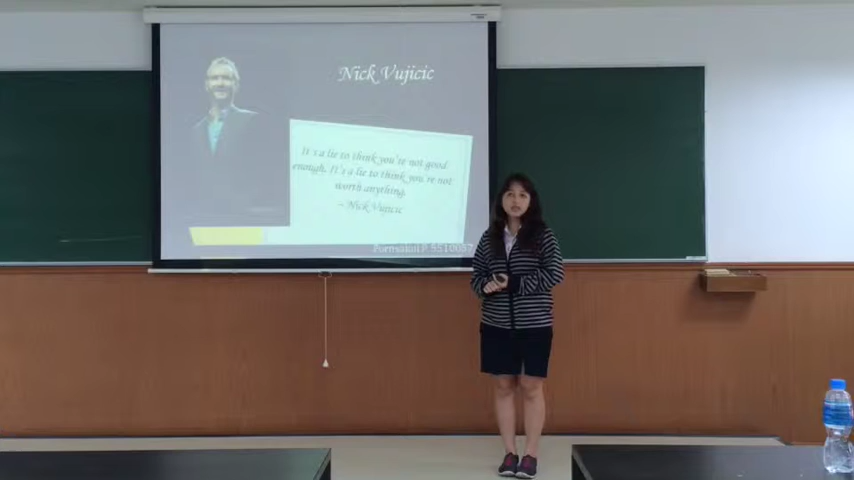 Nick Vujicic
It's a lie to think you're not good
enough. It's a lie to think you're not
worth anything.
~ Nick Vujicic